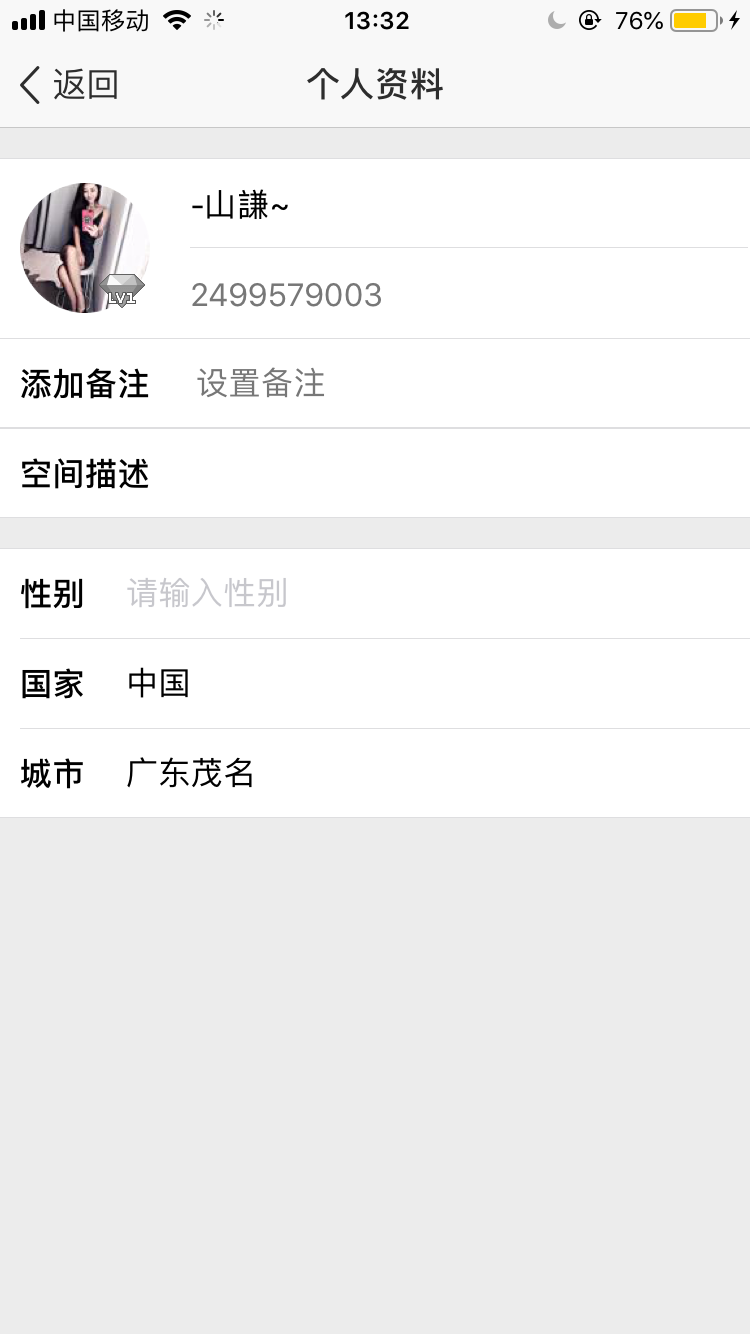 中国移动 13:32 76%
返回 个人资料
-山謙~
LV1
2499579003
添加备注 设置备注
空间描述
性别 请输入性别
国家 中国
城市 广东茂名